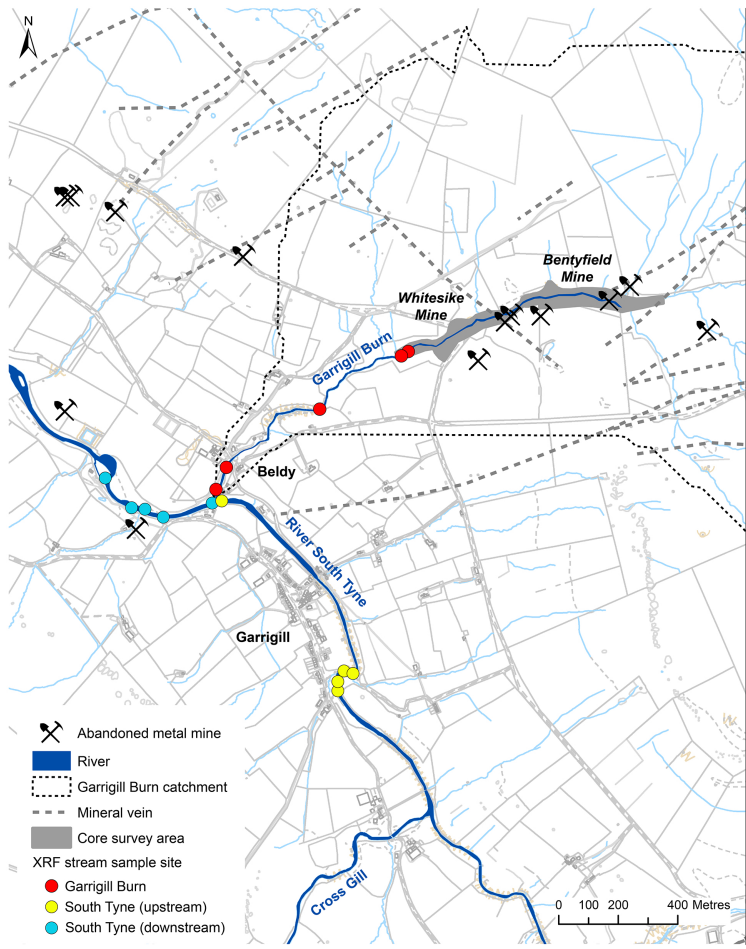 N
Bentyfield
Mine
Whitesike
Mine
Garrigill Burn
Beldy
River South Tyne
Garrigill
Cross Gill
Abandoned metal mine
River
Garrigill Burn catchment
Mineral vein
Core survey area
XRF stream sample site
Garrigill Burn
South Tyne (upstream)
South Tyne (downstream)
0 100 200 400 Metres